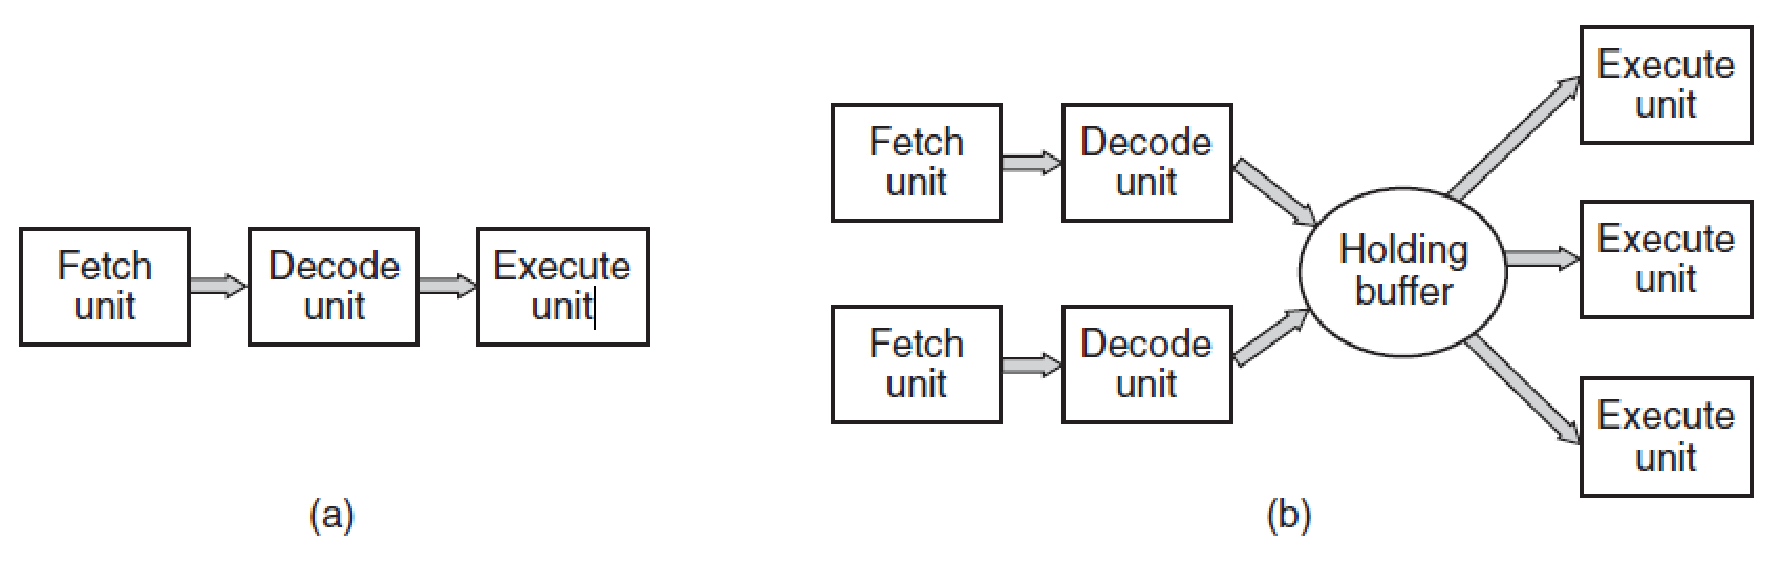 Fetch
unit
Decode
unit
Execute
unit
(a)
Fetch
unit
Decode
unit
Fetch
unit
Decode
unit
Holding
buffer
Execute
unit
Execute
unit
Execute
unit
(b)